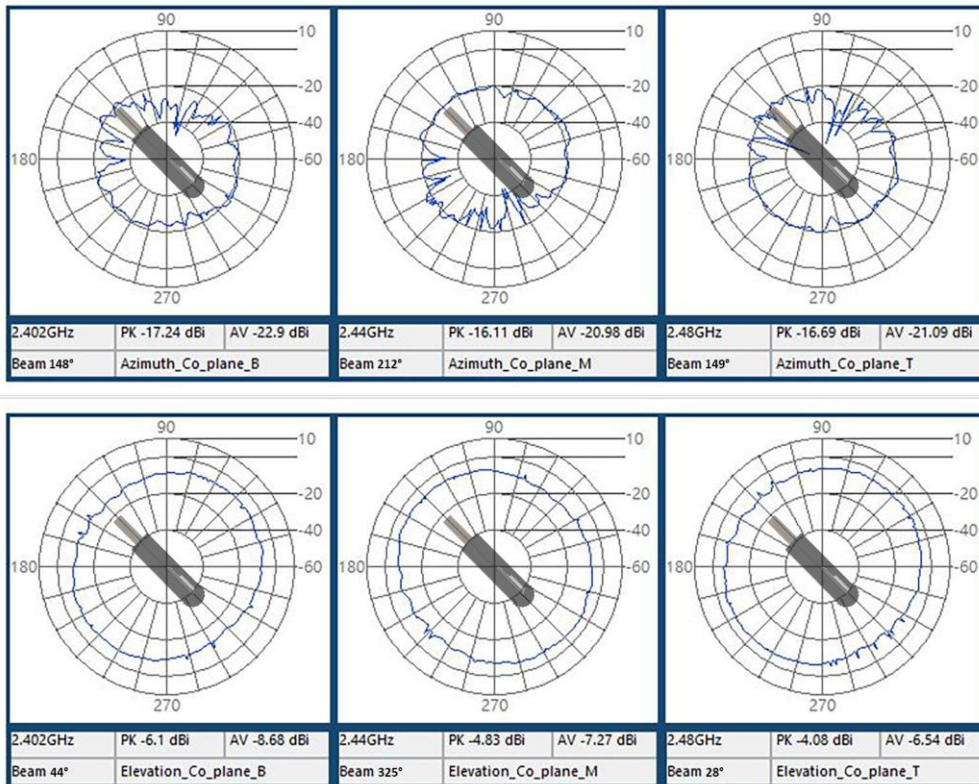 90 90 90
10 10 10
-20 -20 -20
-40 -40 -40
180 -60 180 -60 180 -60
270 270 270
2.402GHz PK -17.24 dBi AV -22.9 dBi 2.44GHz PK -16.11 dBi AV -20.98 dBi 2.48GHz PK -16.69 dBi AV -21.09 dBi
Beam 148° Azimuth_Co_plane_B Beam 212° Azimuth_Co_plane_M Beam 149° Azimuth_Co_plane_T
90 90 90
10 10 10
-20 -20 -20
-40 -40 -40
180 -60 180 -60 180 -60
270 270 270
2.402GHz PK -6.1 dBi AV -8.68 dBi 2.44GHz PK -4.83 dBi AV -7.27 dBi 2.48GHz PK -4.08 dBi AV -6.54 dBi
Beam 44° Elevation_Co_plane_B Beam 325° Elevation_Co_plane_M Beam 28° Elevation_Co_plane_T